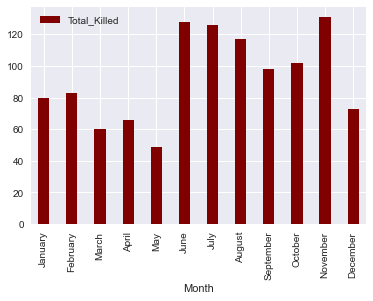 Total_Killed
120
100
80
60
40
20
0
January
February
March
April
May
June
July
August
September
October
November
December
Month